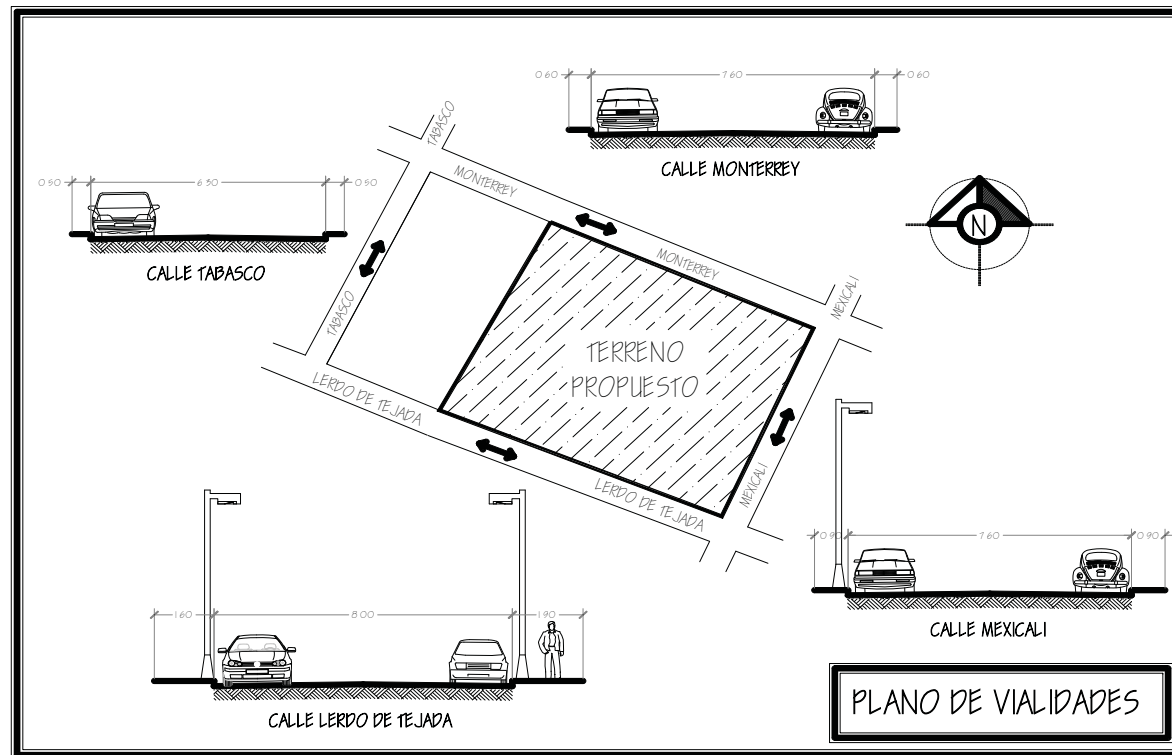 0.60 7.60 0.60
CALLE MONTERREY
0.50 6.30 0.50
CALLE TABASCO
TABASCO
MONTERREY
MONTERREY
MEXICALI
N
TABASCO
TERRENO
PROPUESTO
LERDO DE TEJADA
LERDO DE TEJADA
MEXICALI
0.90 7.60 0.90
CALLE MEXICALI
1.60 8.00 1.90
CALLE LERDO DE TEJADA
PLANO DE VIALIDADES